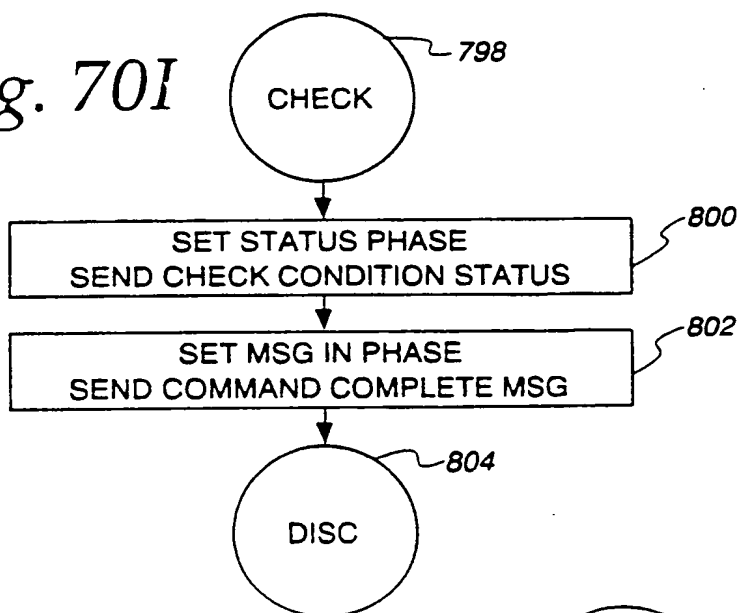 g. 70I
CHECK
798
SET STATUS PHASE
SEND CHECK CONDITION STATUS
800
SET MSG IN PHASE
SEND COMMAND COMPLETE MSG
802
DISC
804